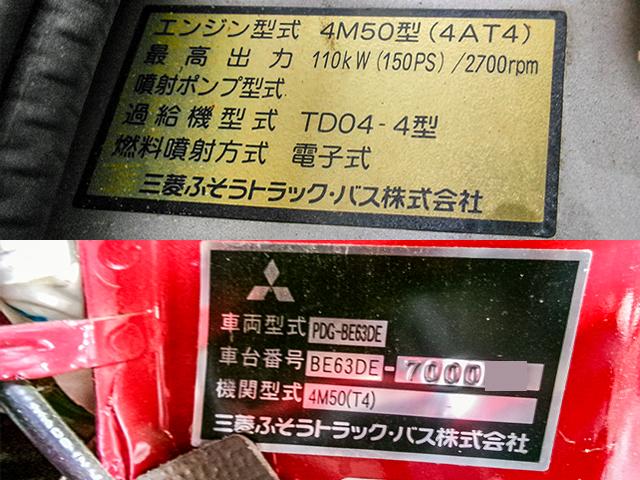 エンジン型式 4M50型(4AT4)
最高出力 110kW(150PS)/2700rpm
噴射ポンプ型式
過給機型式 TD04-4型
燃料噴射方式 電子式
三菱ふそうトラック・バス株式会社
車両型式 PDG-BE63DE
車台番号 BE63DE-7000
機関型式 4M50(T4)
三菱ふそうトラック・バス株式会社